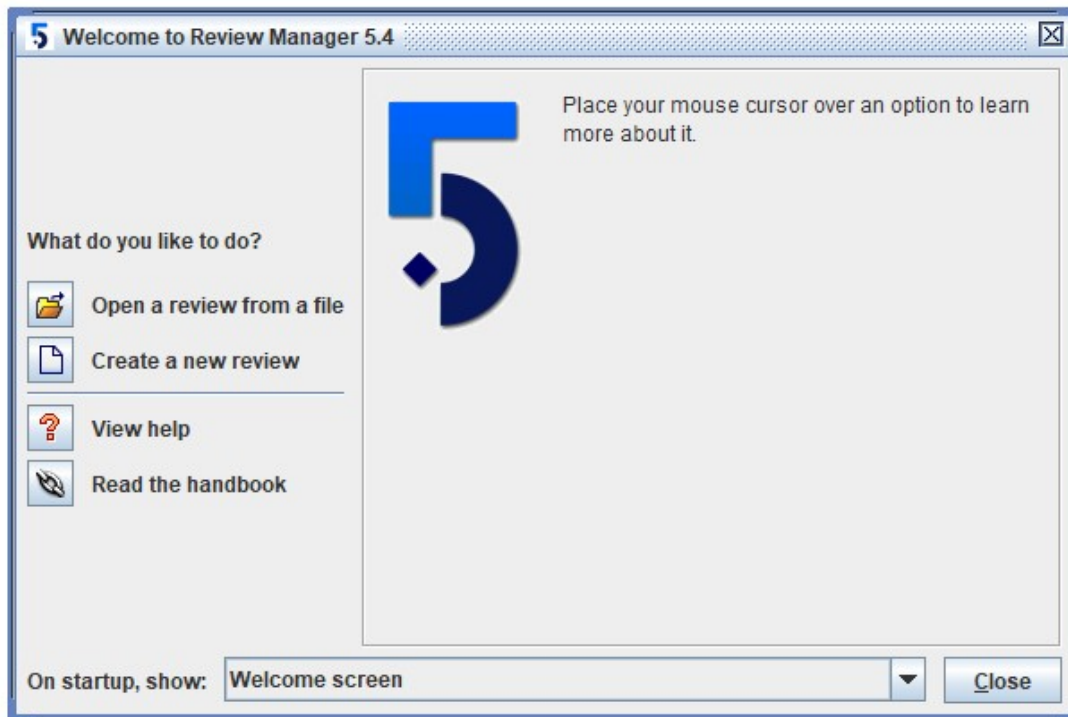 5 Welcome to Review Manager 5.4
5
Place your mouse cursor over an option to learn
more about it.
What do you like to do?
Open a review from a file
Create a new review
? View help
Read the handbook
On startup, show: Welcome screen Close